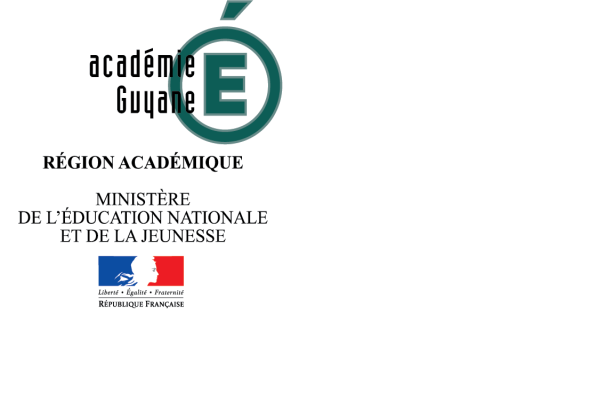 académie
Guyane
É
RÉGION ACADÉMIQUE
MINISTÈRE
DE L'ÉDUCATION NATIONALE
ET DE LA JEUNESSE
Liberté • Égalité • Fraternité
RÉPUBLIQUE FRANÇAISE